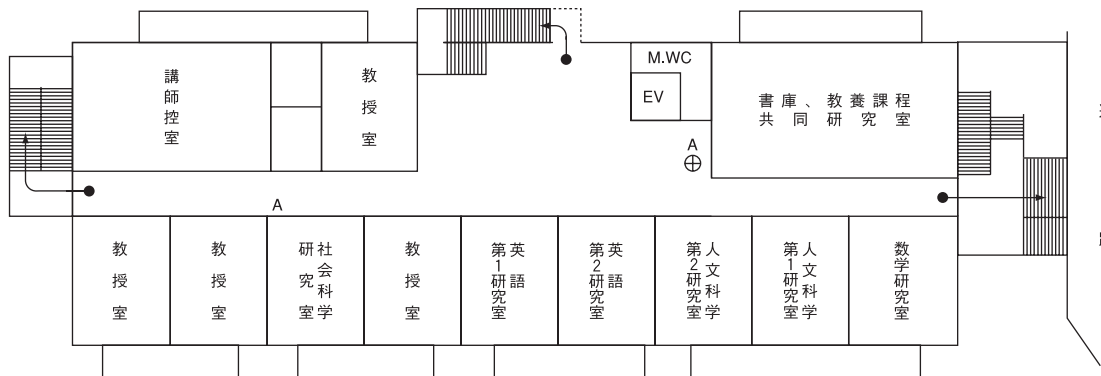 講師控室
教授室
M.WC
EV
書庫、教養課程
共同研究室
A
A
教授室
教授室
社会科学
研究室
教授室
英語
第1研究室
英語
第2研究室
人文科学
第2研究室
人文科学
第1研究室
数学研究室